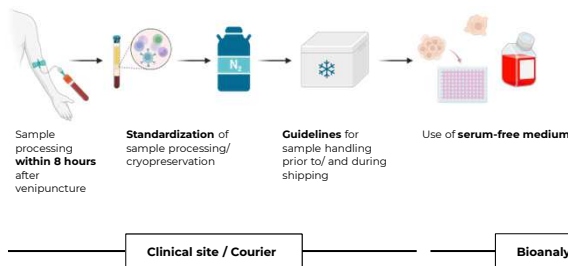 N₂
Sample
processing
within 8 hours
after
venipuncture
Standardization of
sample processing/
cryopreservation
Guidelines for
sample handling
prior to/ and during
shipping
Use of serum-free medium
Clinical site / Courier
Bioanaly